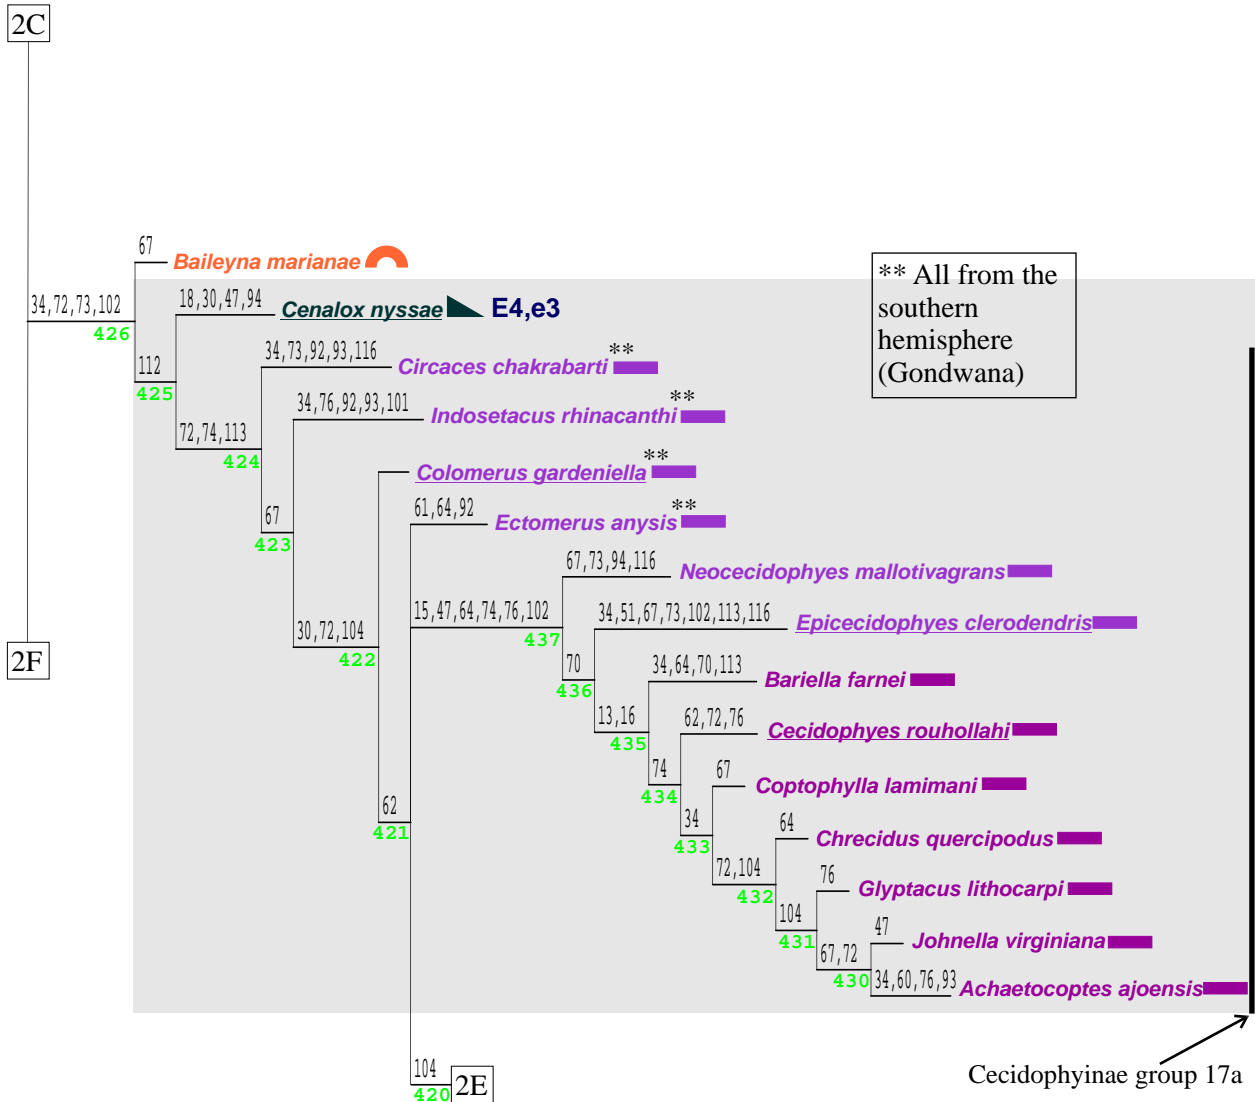 2C
67
Baileyna marianae
** All from the
southern
hemisphere
(Gondwana)
34,72,73,102
426
18,30,47,94
Cenalox nyssae E4,e3
112
425
34,73,92,93,116
Circaces chakrabarti **
34,76,92,93,101
Indosetacus rhinacanthi **
72,74,113
424
Colomerus gardeniella **
61,64,92
Ectomerus anysis **
67
423
67,73,94,116
Neocecidophyes mallotivagrans
15,47,64,74,76,102
437
34,51,67,73,102,113,116
Epicecidophyes clerodendris
30,72,104
422
2F
70
436
34,64,70,113
Bariella farnei
13,16
435
62,72,76
Cecidophyes rouhollahi
74
434
67
Coptophylla lamimani
62
421
34
433
64
Chrecidus quercipodus
72,104
432
76
Glyptacus lithocarpi
104
431
47
Johnella virginiana
67,72
430
34,60,76,93
Achaetocoptes ajoensis
104
420
2E
Cecidophyinae group 17a